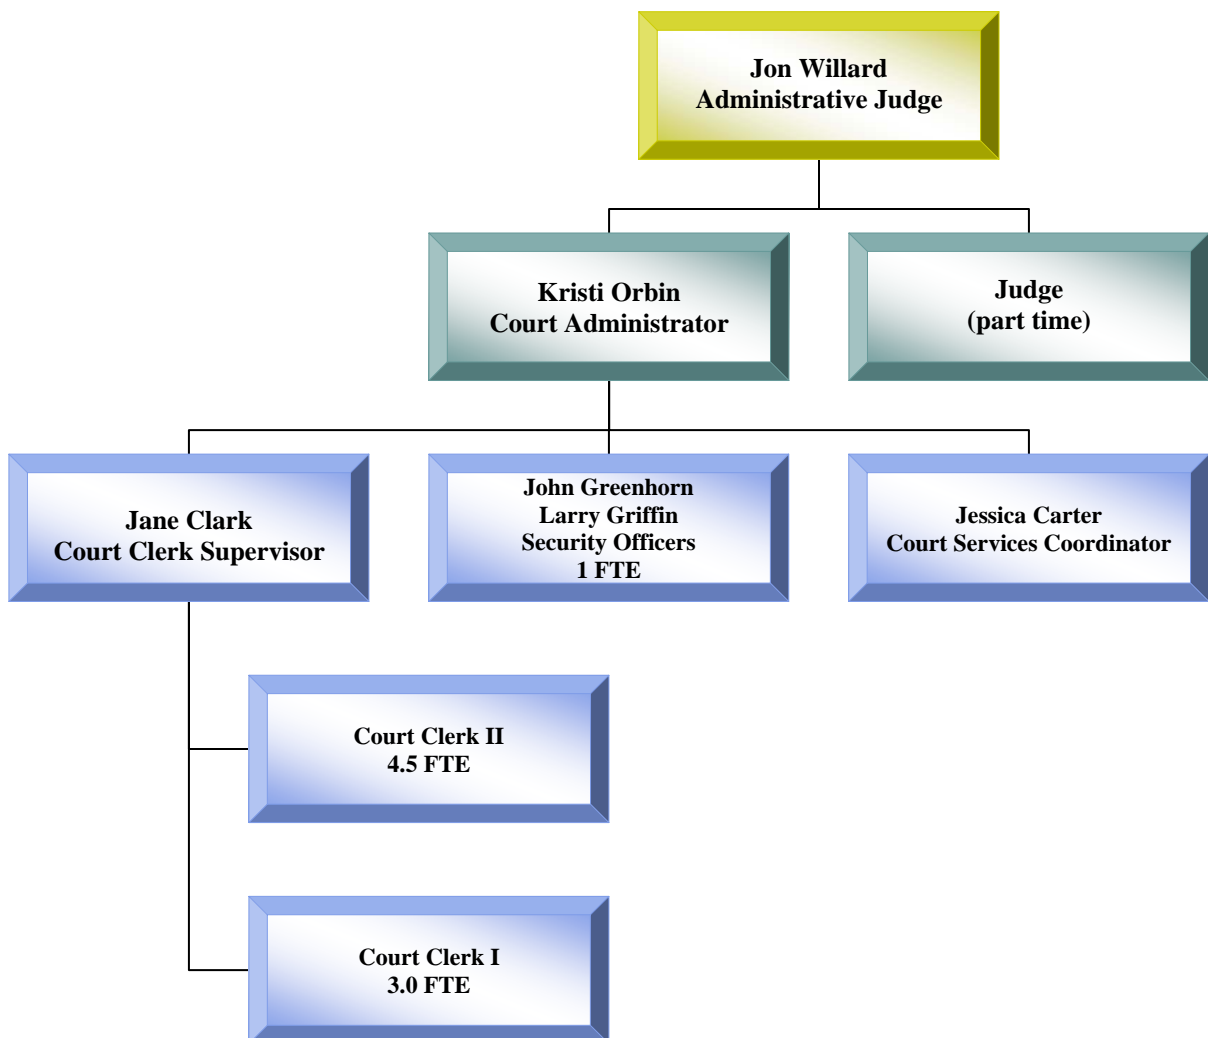 Jon Willard
Administrative Judge
Kristi Orbin
Court Administrator
Judge
(part time)
Jane Clark
Court Clerk Supervisor
John Greenhorn
Larry Griffin
Security Officers
1 FTE
Jessica Carter
Court Services Coordinator
Court Clerk II
4.5 FTE
Court Clerk I
3.0 FTE